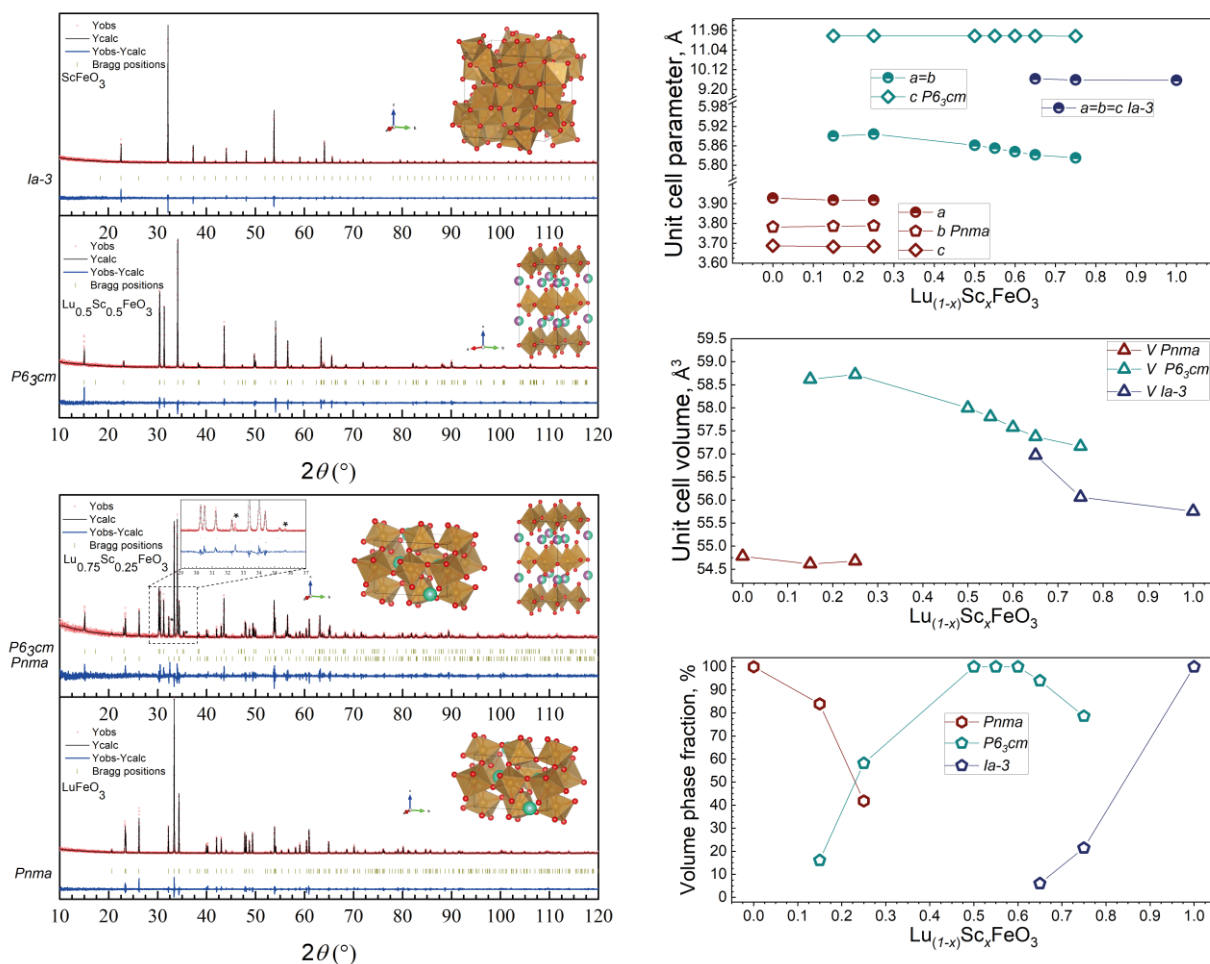 Yobs
Ycalc
Yobs-Ycalc
Bragg positions
ScFeO3
Ia-3
10 20 30 40 50 60 70 80 90 100 110
Yobs
Ycalc
Yobs-Ycalc
Bragg positions
Lu0.5Sc0.5FeO3
P63cm
10 20 30 40 50 60 70 80 90 100 110 120
2θ (°)
Yobs
Ycalc
Yobs-Ycalc
Bragg positions
Lu0.75Sc0.25FeO3
* *
29 30 31 32 33 34 35 36 37
P63cm
Pnma
Yobs
Ycalc
Yobs-Ycalc
Bragg positions
LuFeO3
Pnma
10 20 30 40 50 60 70 80 90 100 110 120
2θ (°)
Unit cell parameter, Å
11.96
11.04
10.12
9.20
5.98
5.92
5.86
5.80
3.90
3.80
3.70
3.60
a=b
c P63cm
a=b=c Ia-3
a
b Pnma
c
0.0 0.1 0.2 0.3 0.4 0.5 0.6 0.7 0.8 0.9 1.0
Lu(1-x)ScxFeO3
Unit cell volume, Å3
59.5
59.0
58.5
58.0
57.5
57.0
56.5
56.0
55.5
55.0
54.5
V Pnma
V P63cm
V Ia-3
0.0 0.1 0.2 0.3 0.4 0.5 0.6 0.7 0.8 0.9 1.0
Lu(1-x)ScxFeO3
Volume phase fraction, %
100
90
80
70
60
50
40
30
20
10
0
Pnma
P63cm
Ia-3
0.0 0.1 0.2 0.3 0.4 0.5 0.6 0.7 0.8 0.9 1.0
Lu(1-x)ScxFeO3